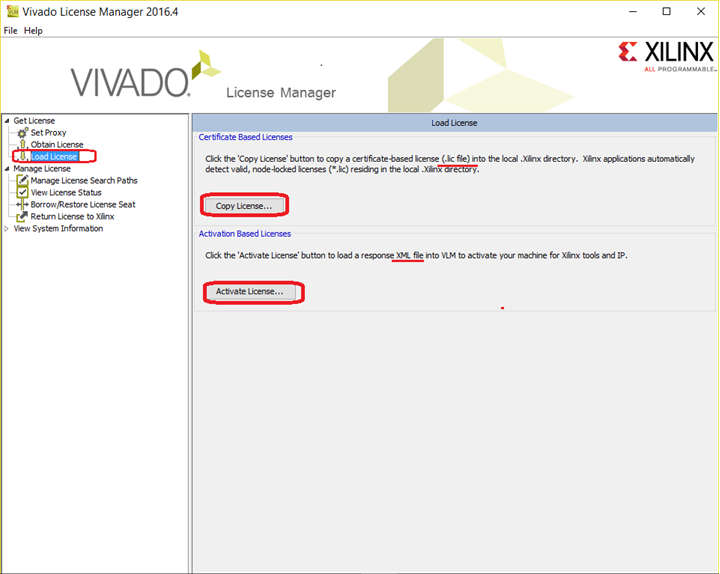 Vivado License Manager 2016.4
File Help
VIVADO. License Manager
XILINX
ALL PROGRAMMABLE™
Get License
Set Proxy
Obtain License
Load License
Manage License
Manage License Search Paths
View License Status
Borrow/Restore License Seat
Return License to Xilinx
View System Information
Load License
Certificate Based Licenses
Click the 'Copy License' button to copy a certificate-based license (.lic file) into the local .Xilinx directory. Xilinx applications automatically
detect valid, node-locked licenses (*.lic) residing in the local .Xilinx directory.
Copy License...
Activation Based Licenses
Click the 'Activate License' button to load a response XML file into VLM to activate your machine for Xilinx tools and IP.
Activate License...